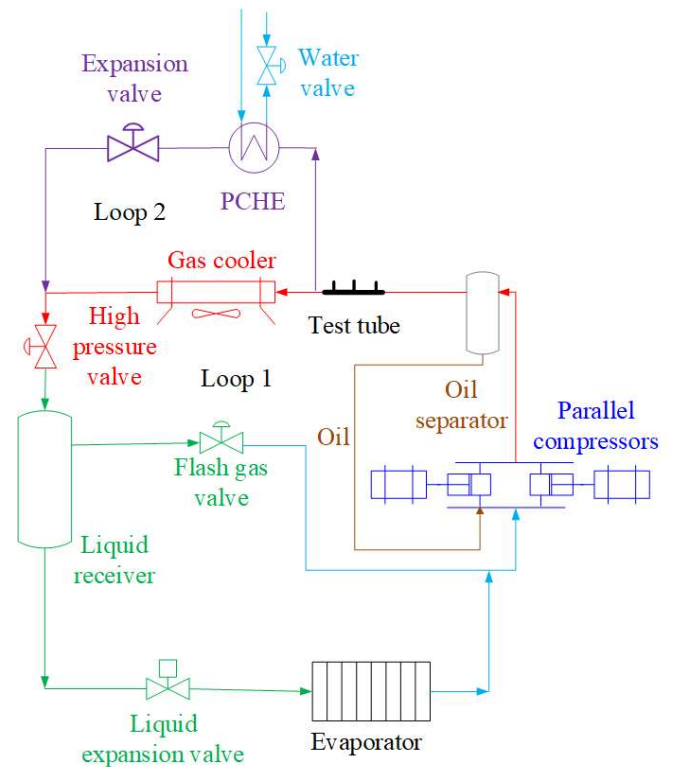 Expansion
valve
Water
valve
PCHE
Loop 2
Gas cooler
High
pressure
valve
Test tube
Loop 1
Oil
separator
Oil
Parallel
compressors
Flash gas
valve
Liquid
receiver
Liquid
expansion valve
Evaporator